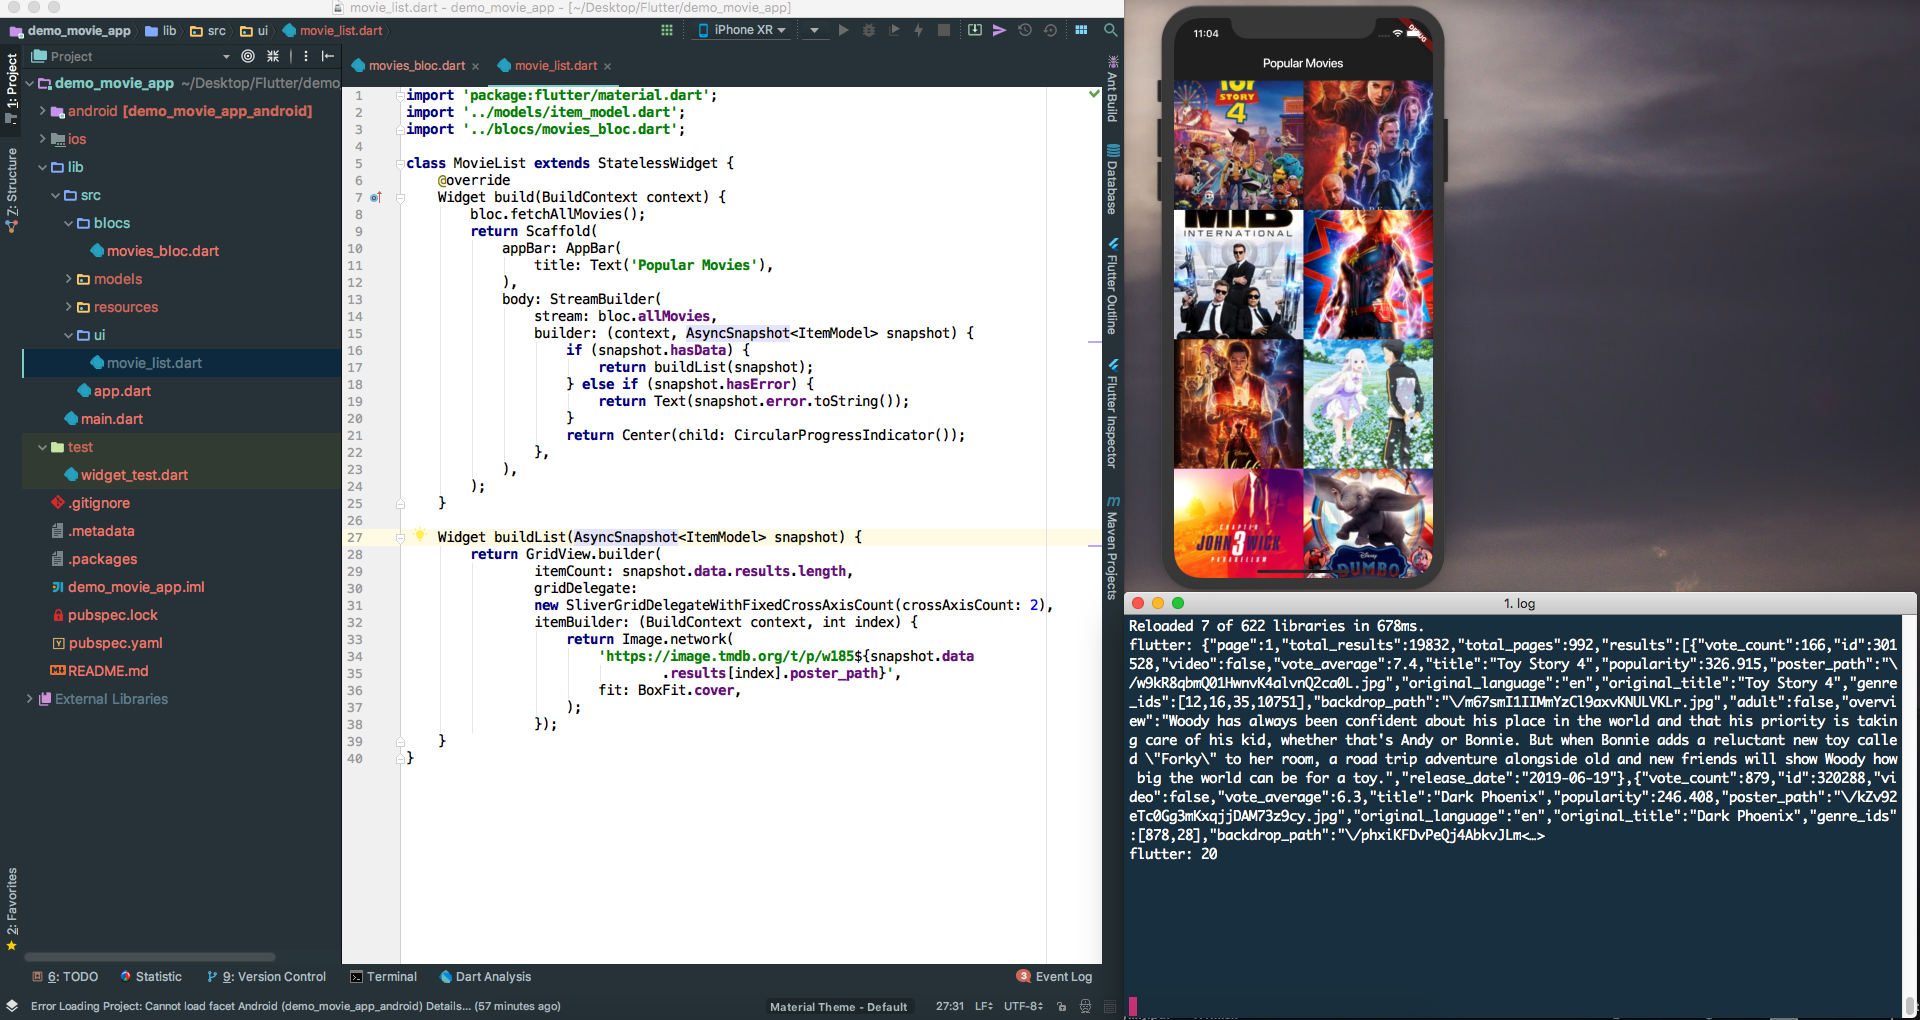 movie_list.dart - demo_movie_app - [~/Desktop/Flutter/demo_movie_app]
demo_movie_app lib src ui movie_list.dart
iPhone XR
1: Project
7: Structure
2: Favorites
Project
demo_movie_app ~/Desktop/Flutter/demo
android [demo_movie_app_android]
ios
lib
src
blocs
movies_bloc.dart
models
resources
ui
movie_list.dart
app.dart
main.dart
test
widget_test.dart
.gitignore
.metadata
.packages
demo_movie_app.iml
pubspec.lock
pubspec.yaml
README.md
External Libraries
movies_bloc.dart movie_list.dart
1 import 'package:flutter/material.dart';
2 import '../models/item_model.dart';
3 import '../blocs/movies_bloc.dart';
4
5 class MovieList extends StatelessWidget {
6 @override
7 Widget build(BuildContext context) {
8 bloc.fetchAllMovies();
9 return Scaffold(
10 appBar: AppBar(
11 title: Text('Popular Movies'),
12 ),
13 body: StreamBuilder(
14 stream: bloc.allMovies,
15 builder: (context, AsyncSnapshot<ItemModel> snapshot) {
16 if (snapshot.hasData) {
17 return buildList(snapshot);
18 } else if (snapshot.hasError) {
19 return Text(snapshot.error.toString());
20 }
21 return Center(child: CircularProgressIndicator());
22 },
23 ),
24 );
25 }
26
27 Widget buildList(AsyncSnapshot<ItemModel> snapshot) {
28 return GridView.builder(
29 itemCount: snapshot.data.results.length,
30 gridDelegate:
31 new SliverGridDelegateWithFixedCrossAxisCount(crossAxisCount: 2),
32 itemBuilder: (BuildContext context, int index) {
33 return Image.network(
34 'https://image.tmdb.org/t/p/w185${snapshot.data
35 .results[index].poster_path}',
36 fit: BoxFit.cover,
37 );
38 });
39 }
40 }
Ant Build
Database
Flutter Outline
Flutter Inspector
Maven Projects
6: TODO Statistic 9: Version Control Terminal Dart Analysis 3 Event Log
Error Loading Project: Cannot load facet Android (demo_movie_app_android) Details... (57 minutes ago) Material Theme - Default 27:31 LF UTF-8
11:04
DEBUG
Popular Movies
TOY STORY 4
DARK
MIB
INTERNATIONAL
CHAPTER
JOHN 3 WICK
PARABELLUM
Disney
DUMBO
1. log
Reloaded 7 of 622 libraries in 678ms.
flutter: {"page":1,"total_results":19832,"total_pages":992,"results":[{"vote_count":166,"id":301
528,"video":false,"vote_average":7.4,"title":"Toy Story 4","popularity":326.915,"poster_path":"\
/w9kR8qbmQ01HwnvK4alvnQ2ca0L.jpg","original_language":"en","original_title":"Toy Story 4","genre
_ids":[12,16,35,10751],"backdrop_path":"\/m67smI1IIMmYzCl9axvKNULVKLr.jpg","adult":false,"overvi
ew":"Woody has always been confident about his place in the world and that his priority is takin
g care of his kid, whether that's Andy or Bonnie. But when Bonnie adds a reluctant new toy calle
d \"Forky\" to her room, a road trip adventure alongside old and new friends will show Woody how
big the world can be for a toy.","release_date":"2019-06-19"},{"vote_count":879,"id":320288,"vi
deo":false,"vote_average":6.3,"title":"Dark Phoenix","popularity":246.408,"poster_path":"\/kZv92
eTc0Gg3mKxqjjDAM73z9cy.jpg","original_language":"en","original_title":"Dark Phoenix","genre_ids"
:[878,28],"backdrop_path":"\/phxiKFDvPeQj4AbkvJLm<…>
flutter: 20